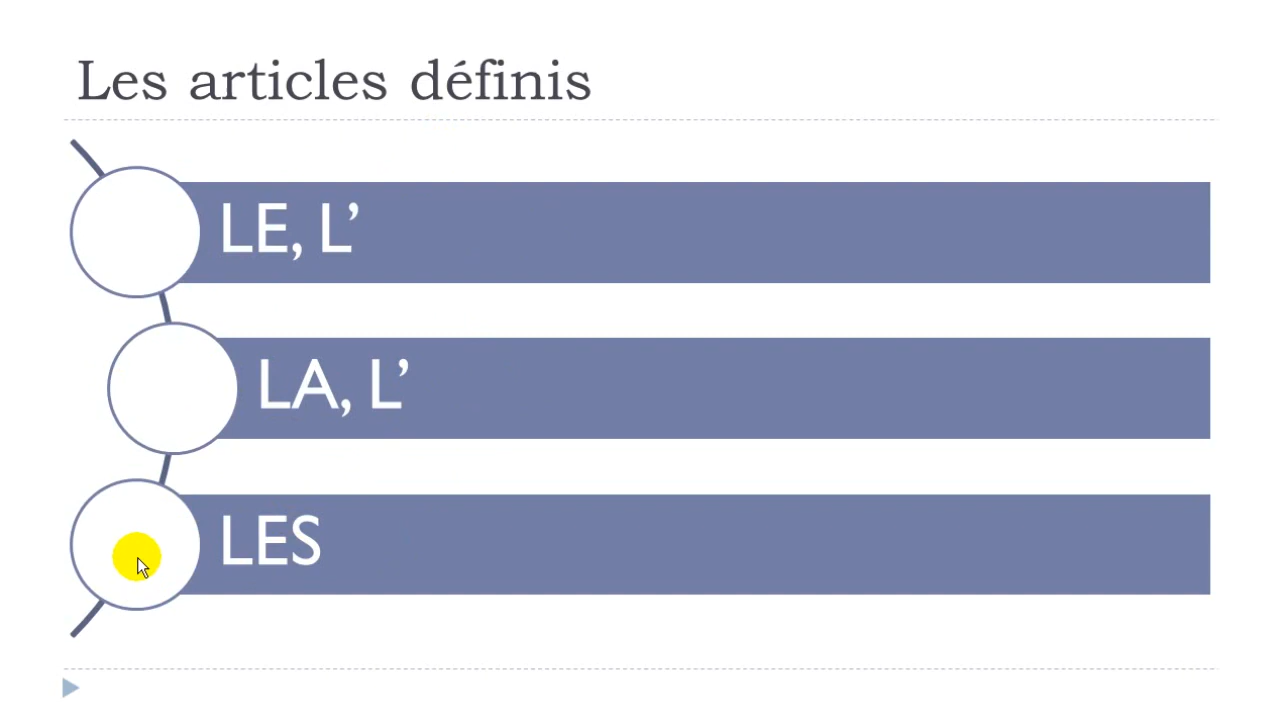 Les articles définis
LE, L’
LA, L’
LES